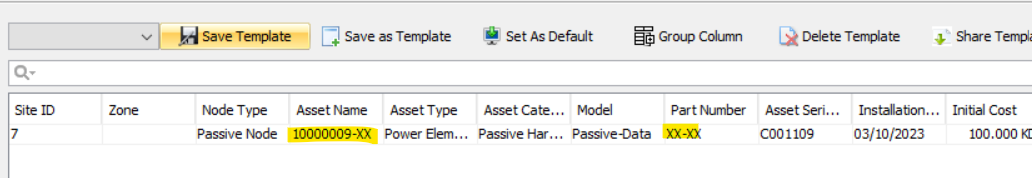 Save Template Save as Template Set As Default Group Column Delete Template Share Templa
Site ID Zone Node Type Asset Name Asset Type Asset Cate... Model Part Number Asset Seri... Installation... Initial Cost
7 Passive Node 10000009-XX Power Elem... Passive Har... Passive-Data XX-XX C001109 03/10/2023 100.000 KD